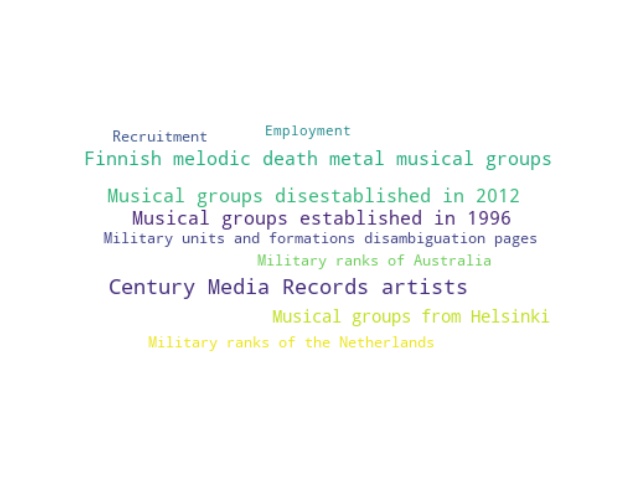 Employment
Recruitment
Finnish melodic death metal musical groups
Musical groups disestablished in 2012
Musical groups established in 1996
Military units and formations disambiguation pages
Military ranks of Australia
Century Media Records artists
Musical groups from Helsinki
Military ranks of the Netherlands